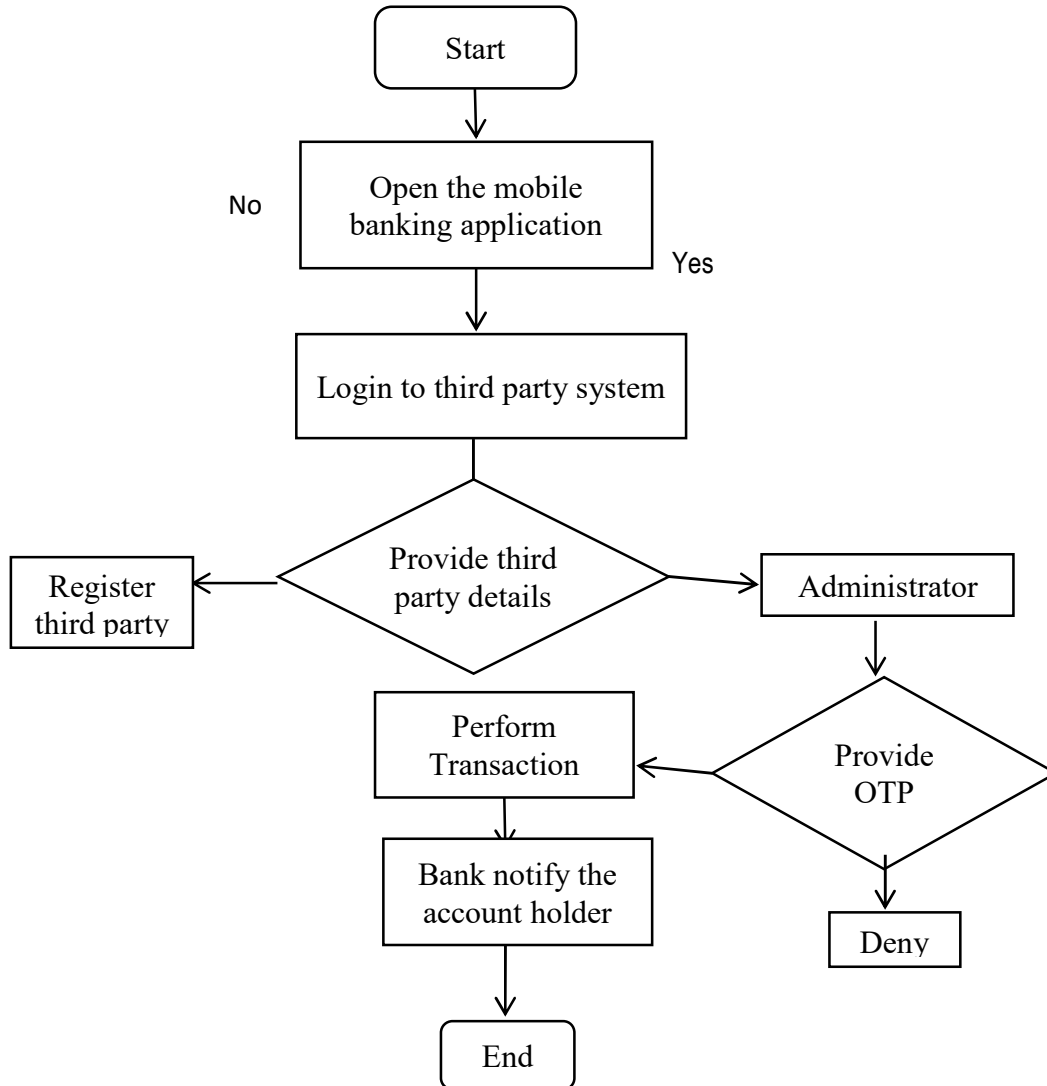 Start
Open the mobile
banking application
No
Yes
Login to third party system
Provide third
party details
Register
third party
Administrator
Perform
Transaction
Provide
OTP
Bank notify the
account holder
Deny
End